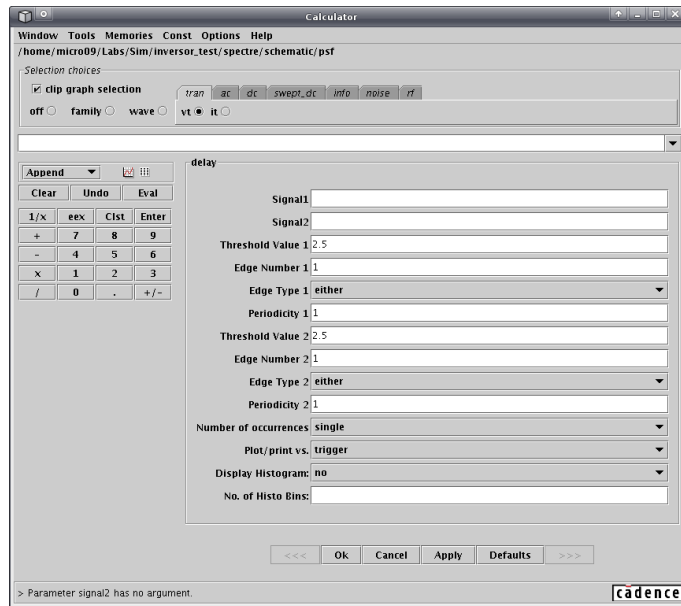 Calculator
Window Tools Memories Const Options Help
/home/micro09/Labs/Sim/inversor_test/spectre/schematic/psf
Selection choices
clip graph selection
off family wave
tran ac dc swept_dc info noise rf
vt it
Append
Clear Undo Eval
1/x eex Clst Enter
+ 7 8 9
- 4 5 6
x 1 2 3
/ 0 . +/-
delay
Signal1
Signal2
Threshold Value 1 2.5
Edge Number 1 1
Edge Type 1 either
Periodicity 1 1
Threshold Value 2 2.5
Edge Number 2 1
Edge Type 2 either
Periodicity 2 1
Number of occurrences single
Plot/print vs. trigger
Display Histogram: no
No. of Histo Bins:
<<< Ok Cancel Apply Defaults >>>
> Parameter signal2 has no argument.
cādence